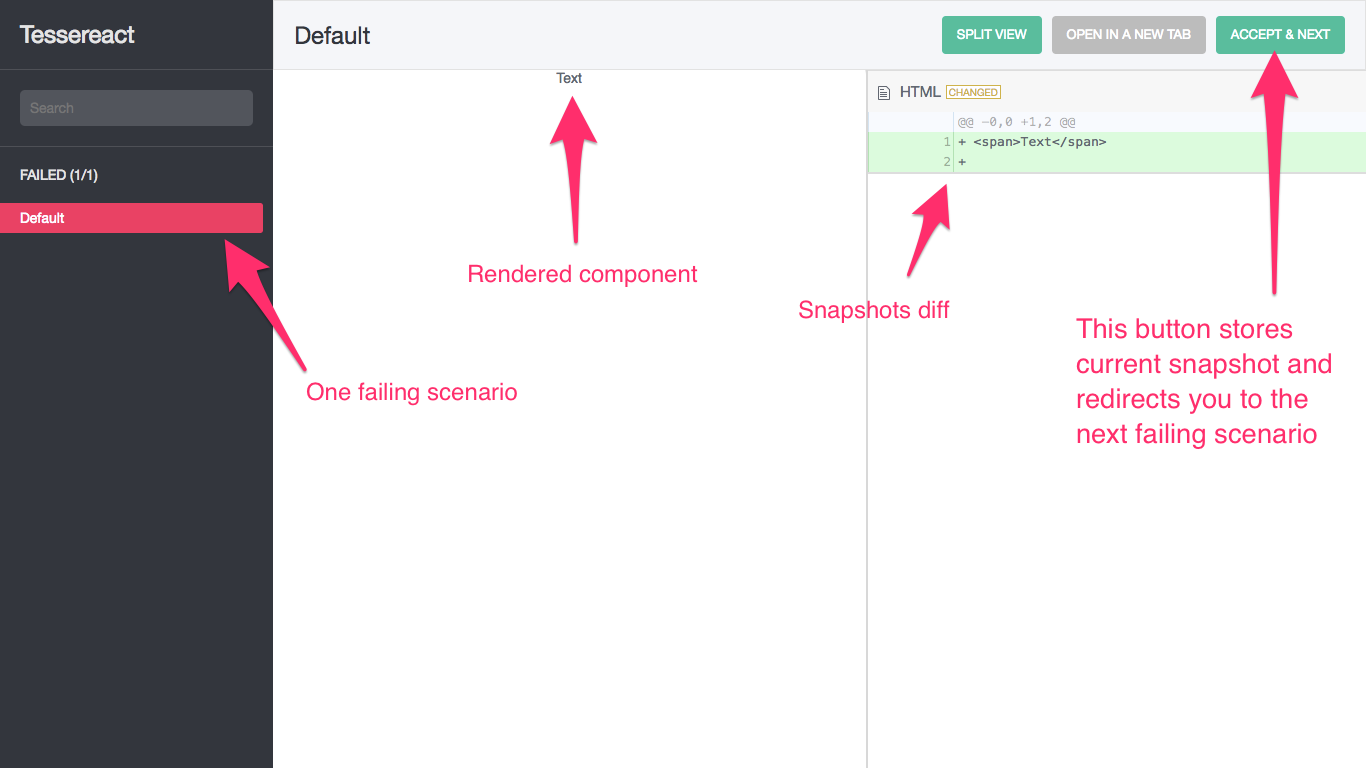 Tessereact
Search
FAILED (1/1)
Default
Default
SPLIT VIEW
OPEN IN A NEW TAB
ACCEPT & NEXT
Text
HTML CHANGED
@@ -0,0 +1,2 @@
1 + <span>Text</span>
2 +
Rendered component
Snapshots diff
One failing scenario
This button stores
current snapshot and
redirects you to the
next failing scenario